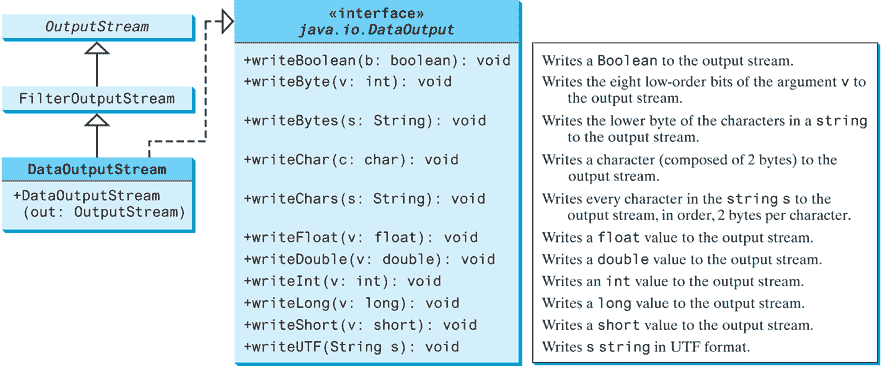 OutputStream
FilterOutputStream
DataOutputStream
+DataOutputStream
(out: OutputStream)
«interface»
java.io.DataOutput
+writeBoolean(b: boolean): void
+writeByte(v: int): void
+writeBytes(s: String): void
+writeChar(c: char): void
+writeChars(s: String): void
+writeFloat(v: float): void
+writeDouble(v: double): void
+writeInt(v: int): void
+writeLong(v: long): void
+writeShort(v: short): void
+writeUTF(String s): void
Writes a Boolean to the output stream.
Writes the eight low-order bits of the argument v to
the output stream.
Writes the lower byte of the characters in a string
to the output stream.
Writes a character (composed of 2 bytes) to the
output stream.
Writes every character in the string s to the
output stream, in order, 2 bytes per character.
Writes a float value to the output stream.
Writes a double value to the output stream.
Writes an int value to the output stream.
Writes a long value to the output stream.
Writes a short value to the output stream.
Writes s string in UTF format.